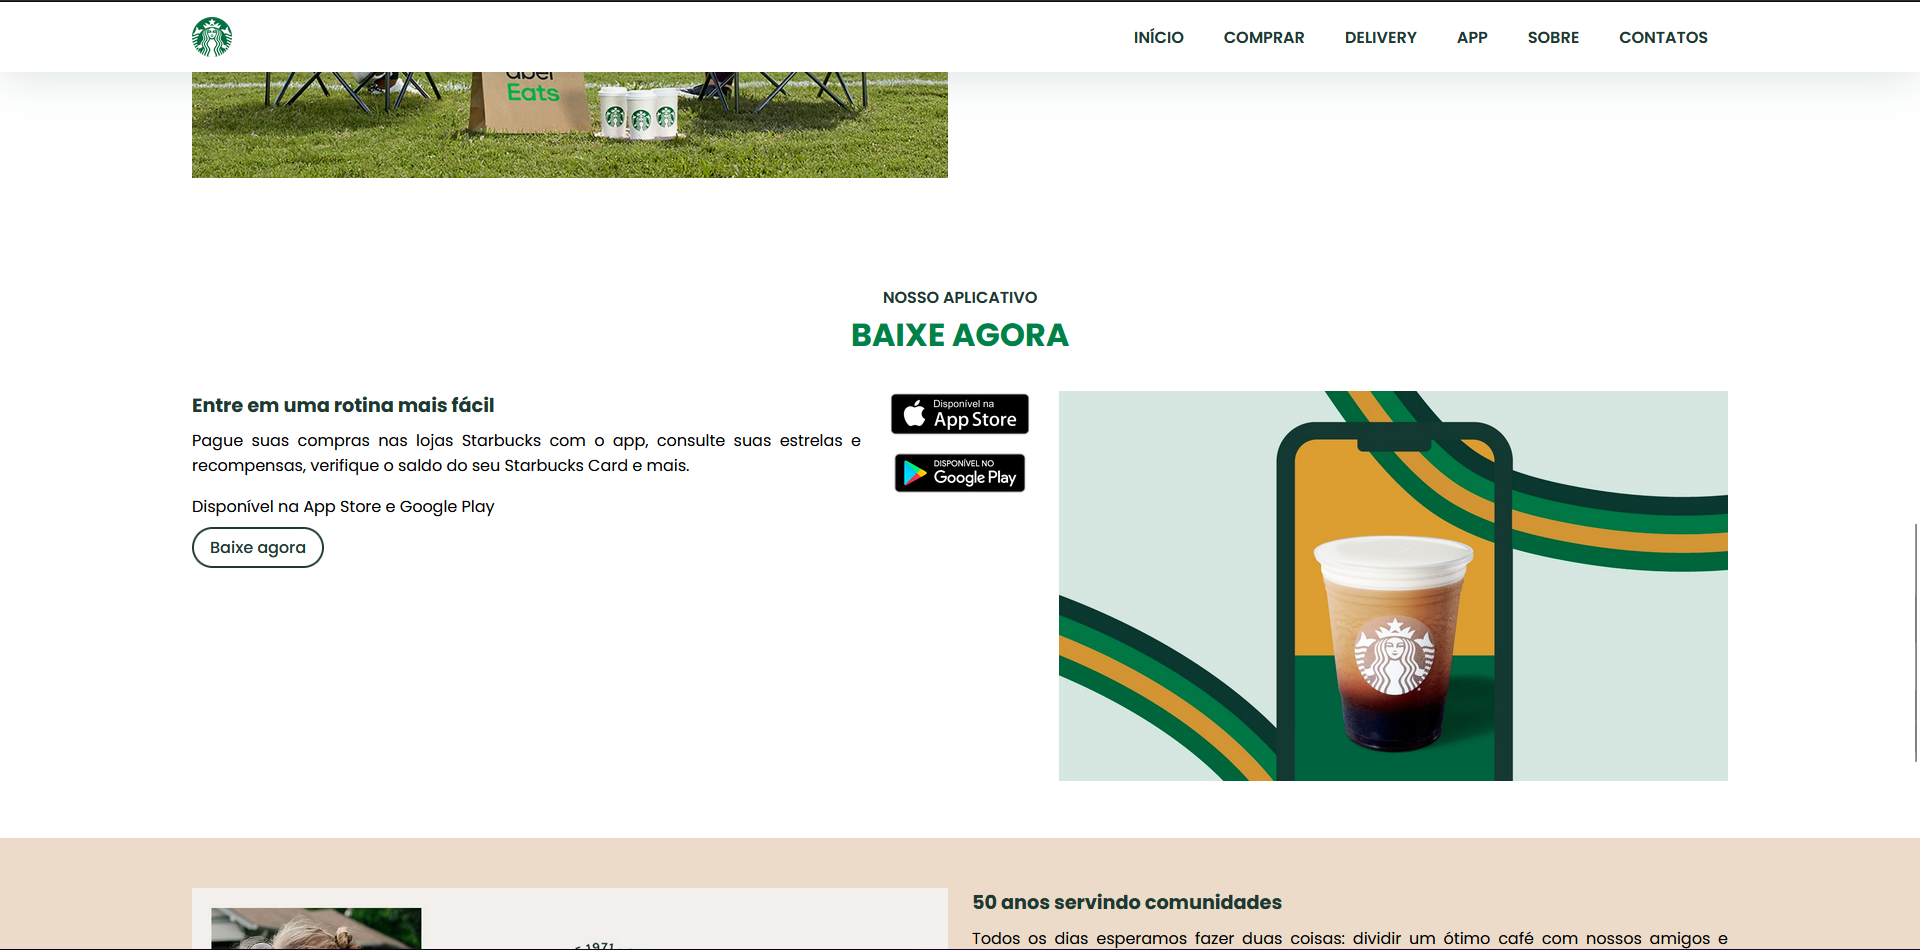 INÍCIO COMPRAR DELIVERY APP SOBRE CONTATOS
Uber
Eats
NOSSO APLICATIVO
BAIXE AGORA
Entre em uma rotina mais fácil
Pague suas compras nas lojas Starbucks com o app, consulte suas estrelas e
recompensas, verifique o saldo do seu Starbucks Card e mais.
Disponível na App Store e Google Play
Baixe agora
Disponível na
App Store
DISPONÍVEL NO
Google Play
50 anos servindo comunidades
Todos os dias esperamos fazer duas coisas: dividir um ótimo café com nossos amigos e
1971